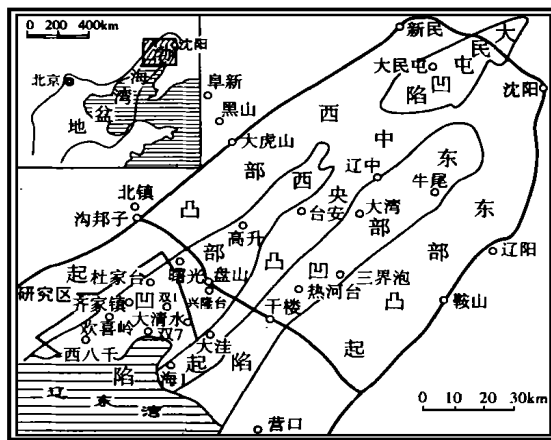 0 200 400km
沈阳
北京
渤海湾盆地
阜新
黑山
大虎山
北镇
沟邦子
新民
大民屯
大民屯凹陷
沈阳
西部凸起
西部凹陷
中央凸起
东部凹陷
东部凸起
辽中
牛尾
台安
大湾
高升
辽阳
三界泡
热河台
鞍山
于楼
曙光
盘山
兴隆台
杜家台
研究区
齐家镇
双1
欢喜岭
大清水
双7
西八千
大洼
海1
辽东湾
营口
0 10 20 30km